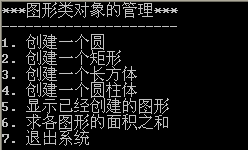 ***图形类对象的管理***
----------------------
1. 创建一个圆
2. 创建一个矩形
3. 创建一个长方体
4. 创建一个圆柱体
5. 显示已经创建的图形
6. 求各图形的面积之和
7. 退出系统